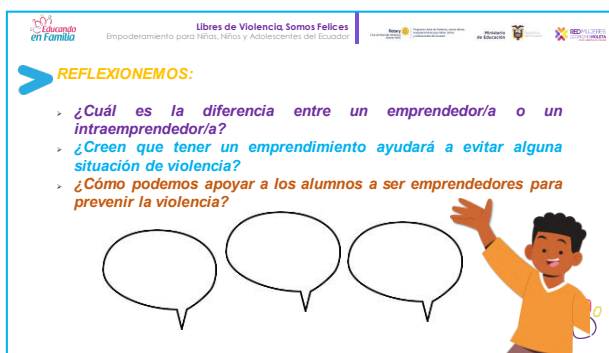 Educando
en Familia
Libres de Violencia, Somos Felices
Empoderamiento para Niñas, Niños y Adolescentes del Ecuador
Rotary
Ministerio
de Educación
REDMUJERES
REFLEXIONEMOS:
¿Cuál es la diferencia entre un emprendedor/a o un
intraemprendedor/a?
¿Creen que tener un emprendimiento ayudará a evitar alguna
situación de violencia?
¿Cómo podemos apoyar a los alumnos a ser emprendedores para
prevenir la violencia?